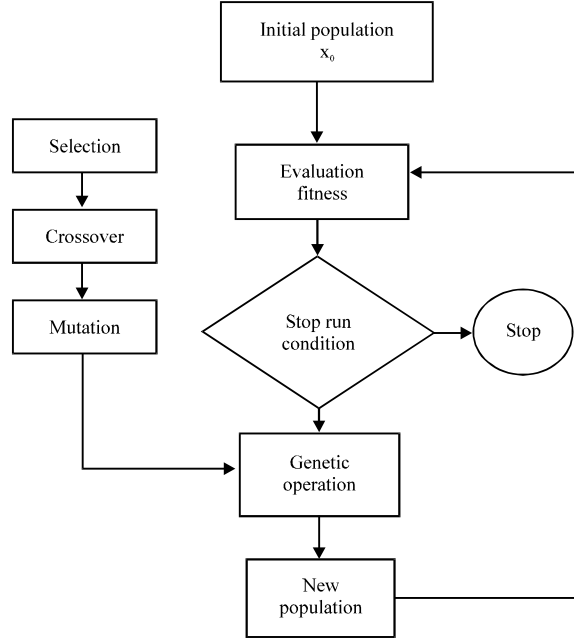 Initial population
x₀
Selection
Evaluation
fitness
Crossover
Mutation
Stop run
condition
Stop
Genetic
operation
New
population